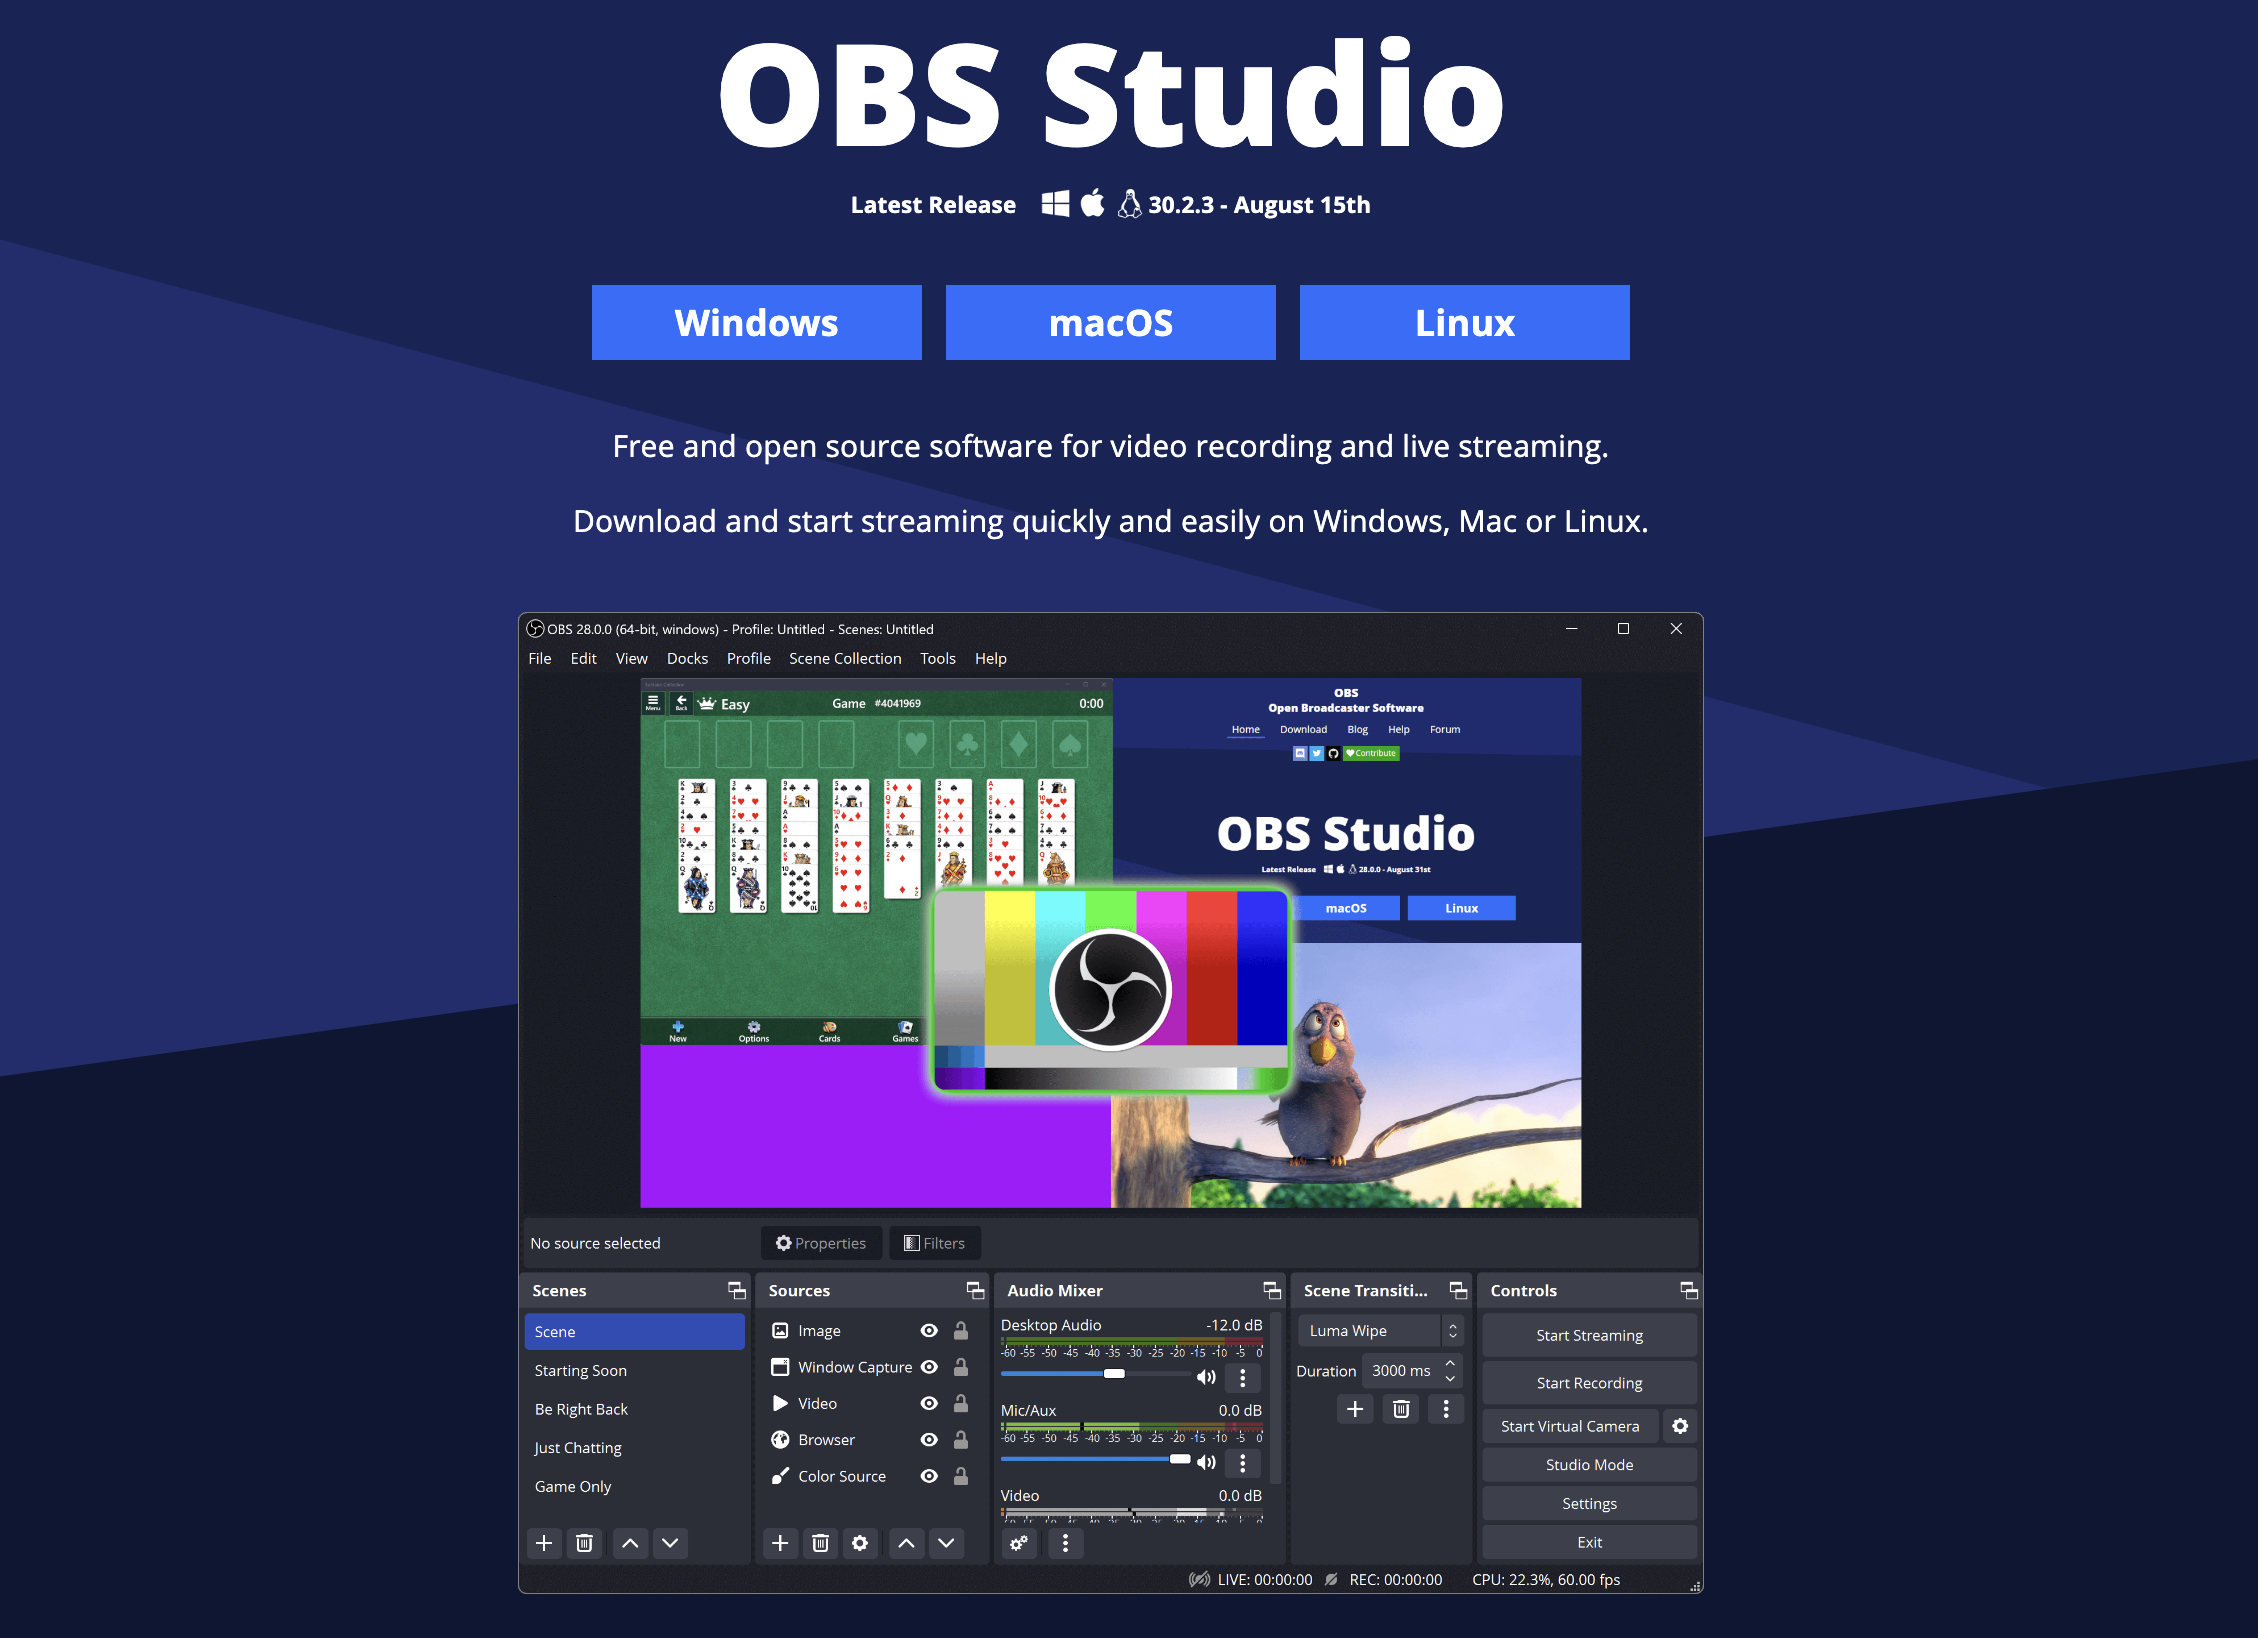 OBS Studio
Latest Release 30.2.3 - August 15th
Windows macOS Linux
Free and open source software for video recording and live streaming.
Download and start streaming quickly and easily on Windows, Mac or Linux.
OBS 28.0.0 (64-bit, windows) - Profile: Untitled - Scenes: Untitled
File Edit View Docks Profile Scene Collection Tools Help
Menu Back Easy Game #4041969 0:00
New Options Cards Games
OBS
Open Broadcaster Software
Home Download Blog Help Forum
Contribute
OBS Studio
Latest Release 28.0.0 - August 31st
macOS Linux
No source selected Properties Filters
Scenes
Scene
Starting Soon
Be Right Back
Just Chatting
Game Only
Sources
Image
Window Capture
Video
Browser
Color Source
Audio Mixer
Desktop Audio -12.0 dB
-60 -55 -50 -45 -40 -35 -30 -25 -20 -15 -10 -5 0
Mic/Aux 0.0 dB
-60 -55 -50 -45 -40 -35 -30 -25 -20 -15 -10 -5 0
Video 0.0 dB
Scene Transiti...
Luma Wipe
Duration 3000 ms
Controls
Start Streaming
Start Recording
Start Virtual Camera
Studio Mode
Settings
Exit
LIVE: 00:00:00 REC: 00:00:00 CPU: 22.3%, 60.00 fps